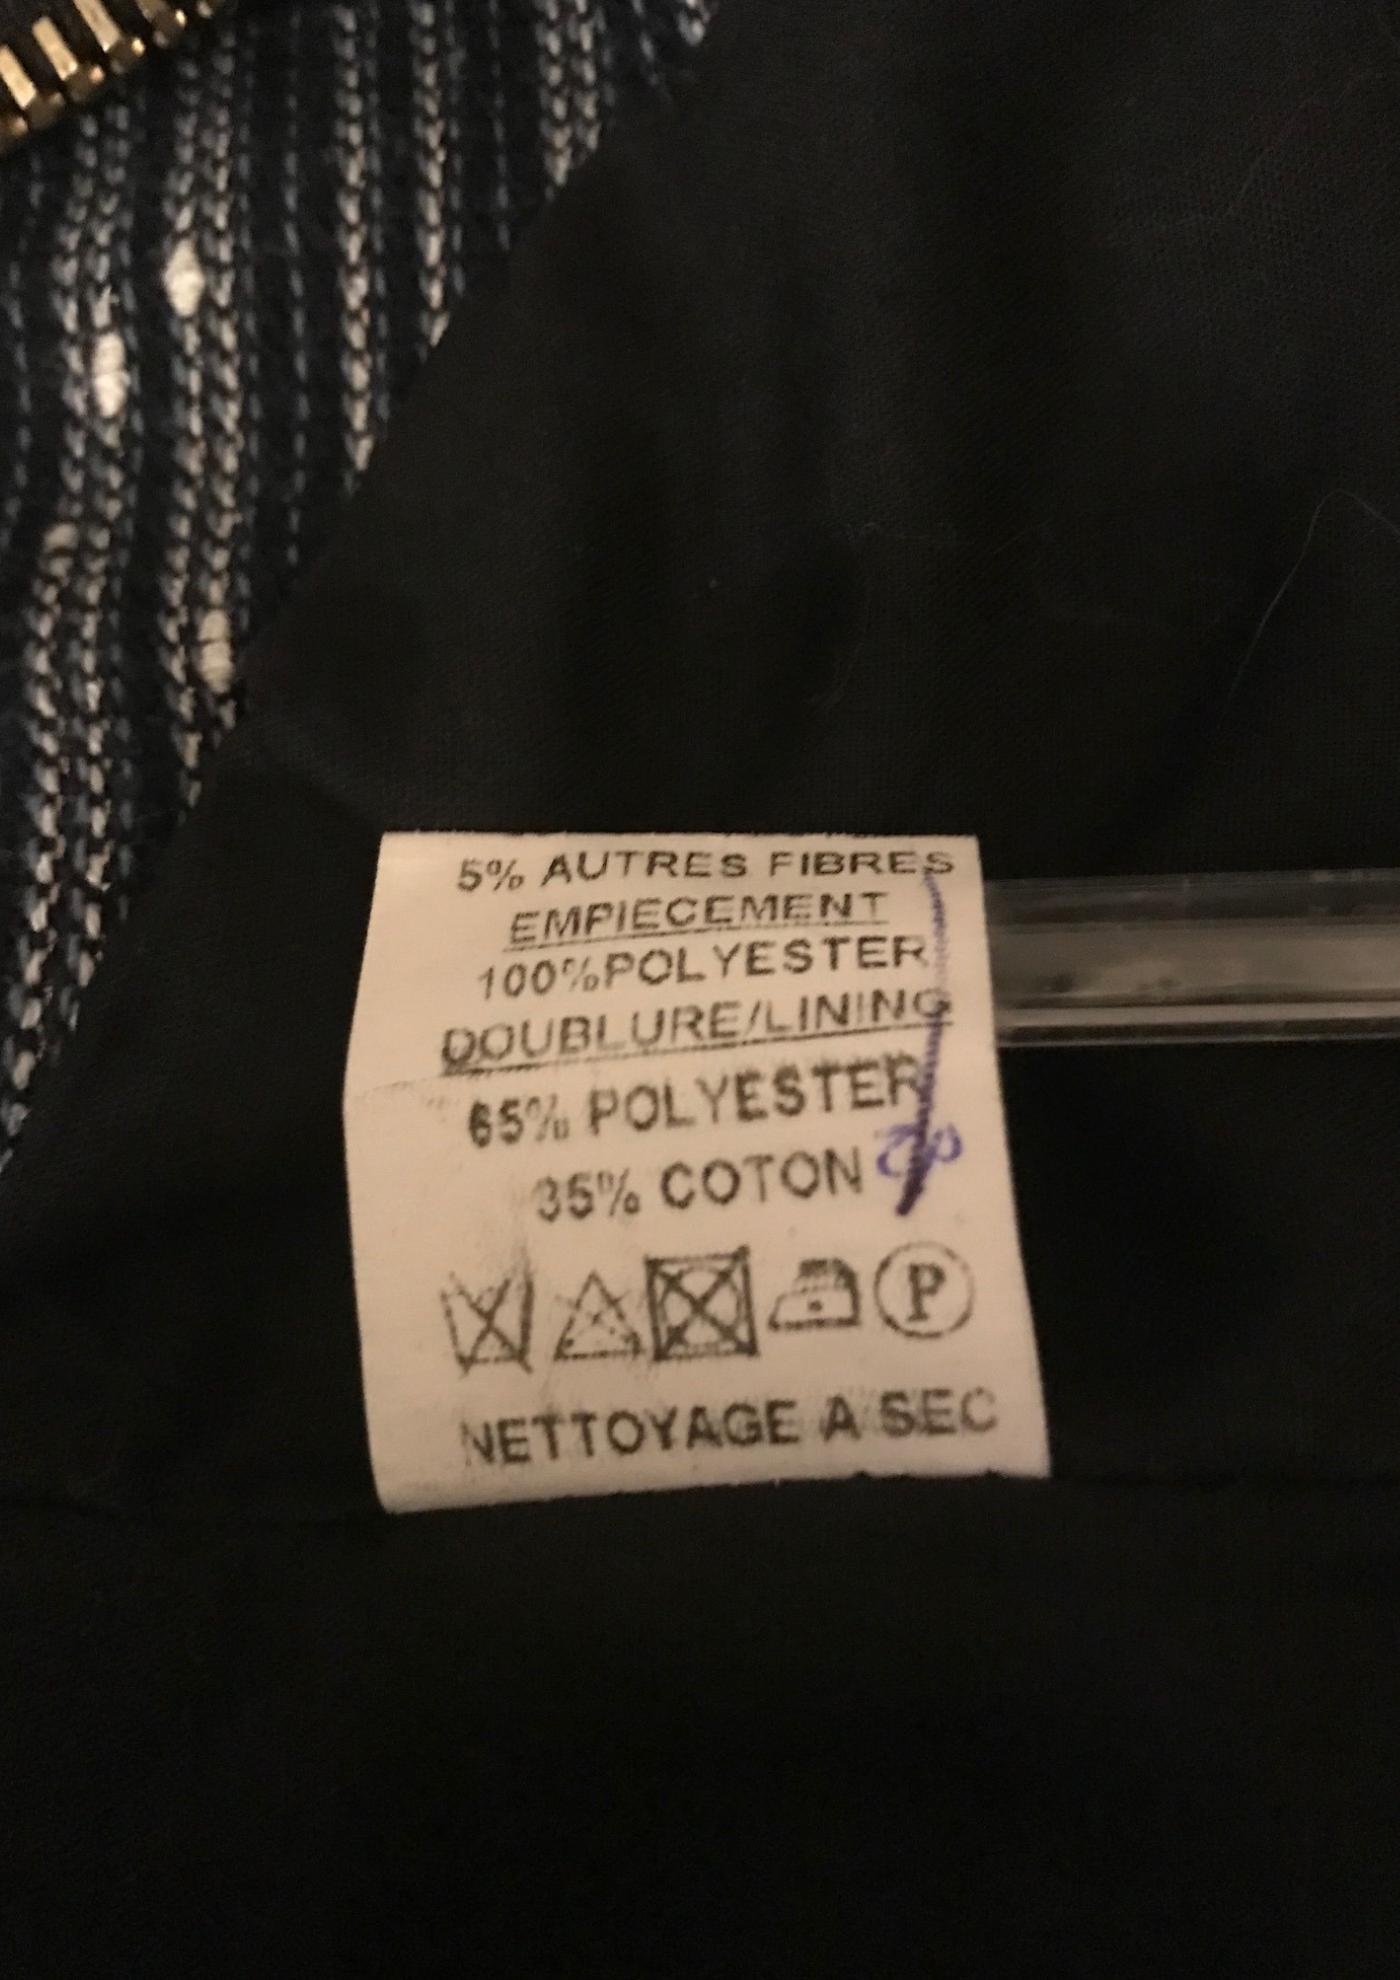 5% AUTRES FIBRES
EMPIECEMENT
100%POLYESTER
DOUBLURE/LINING
65% POLYESTER
35% COTON
P
NETTOYAGE A SEC